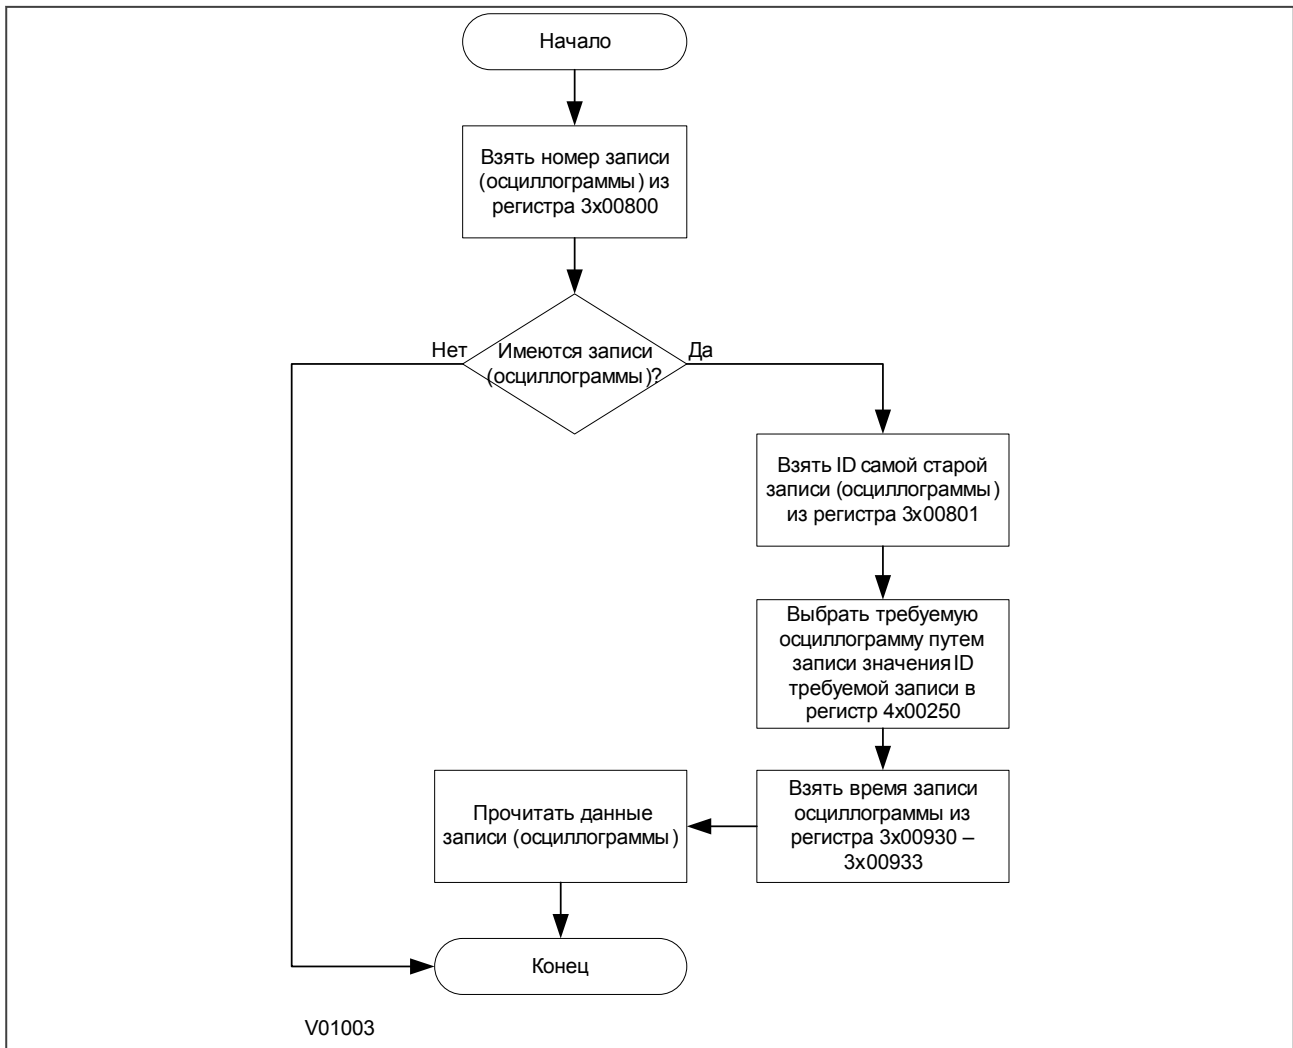 Начало
Взять номер записи
(осциллограммы) из
регистра 3x00800
Нет
Имеются записи
(осциллограммы)?
Да
Взять ID самой старой
записи (осциллограммы)
из регистра 3x00801
Выбрать требуемую
осциллограмму путем
записи значения ID
требуемой записи в
регистр 4x00250
Взять время записи
осциллограммы из
регистра 3x00930 –
3x00933
Прочитать данные
записи (осциллограммы)
Конец
V01003